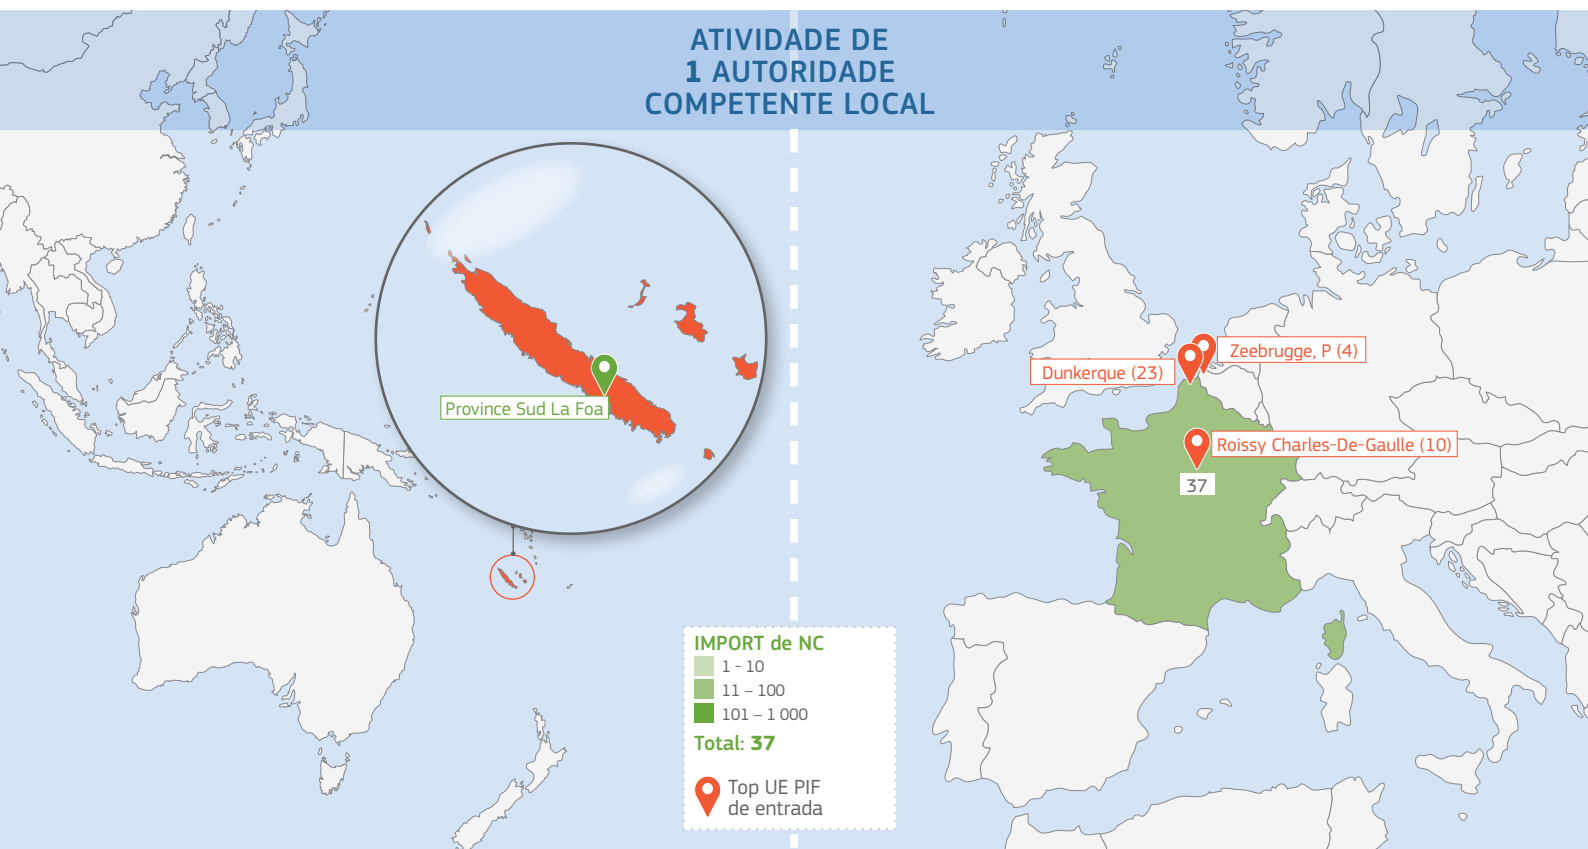 ATIVIDADE DE
1 AUTORIDADE
COMPETENTE LOCAL
Province Sud La Foa
Zeebrugge, P (4)
Dunkerque (23)
Roissy Charles-De-Gaulle (10)
37
IMPORT de NC
1 - 10
11 – 100
101 – 1 000
Total: 37
Top UE PIF
de entrada